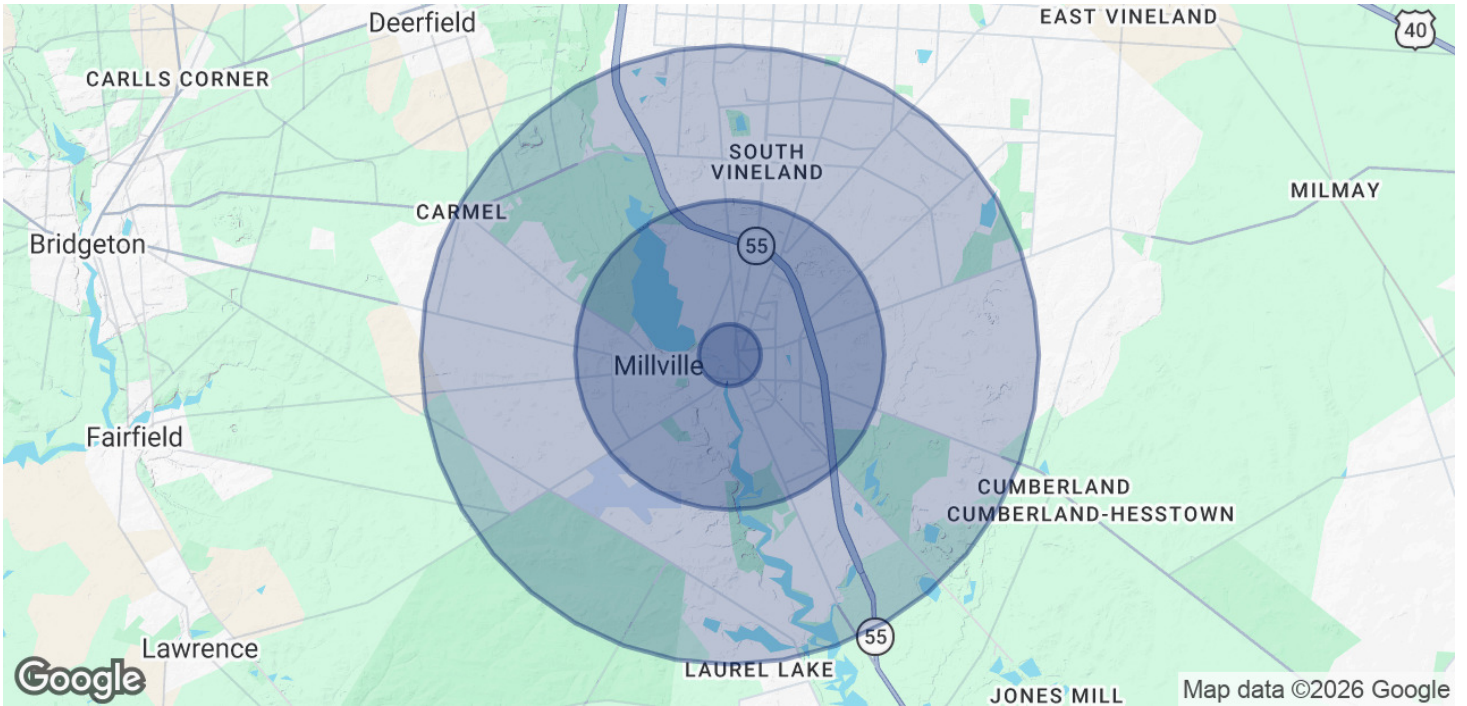 Deerfield
EAST VINELAND
40
CARLLS CORNER
SOUTH
VINELAND
MILMAY
CARMEL
Bridgeton
55
Millville
Fairfield
CUMBERLAND
CUMBERLAND-HESSTOWN
55
Lawrence
LAUREL LAKE
Google
JONES MILL
Map data ©2026 Google